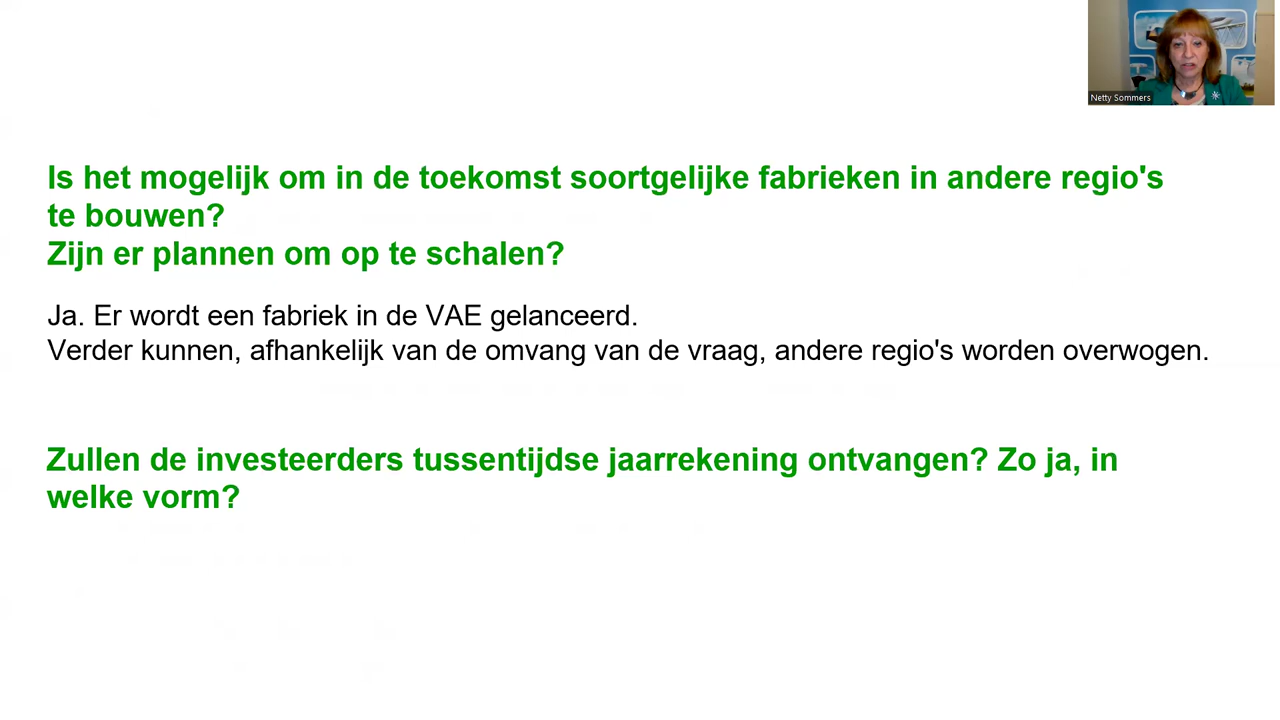 Netty Sommers
Is het mogelijk om in de toekomst soortgelijke fabrieken in andere regio's
te bouwen?
Zijn er plannen om op te schalen?
Ja. Er wordt een fabriek in de VAE gelanceerd.
Verder kunnen, afhankelijk van de omvang van de vraag, andere regio's worden overwogen.
Zullen de investeerders tussentijdse jaarrekening ontvangen? Zo ja, in
welke vorm?